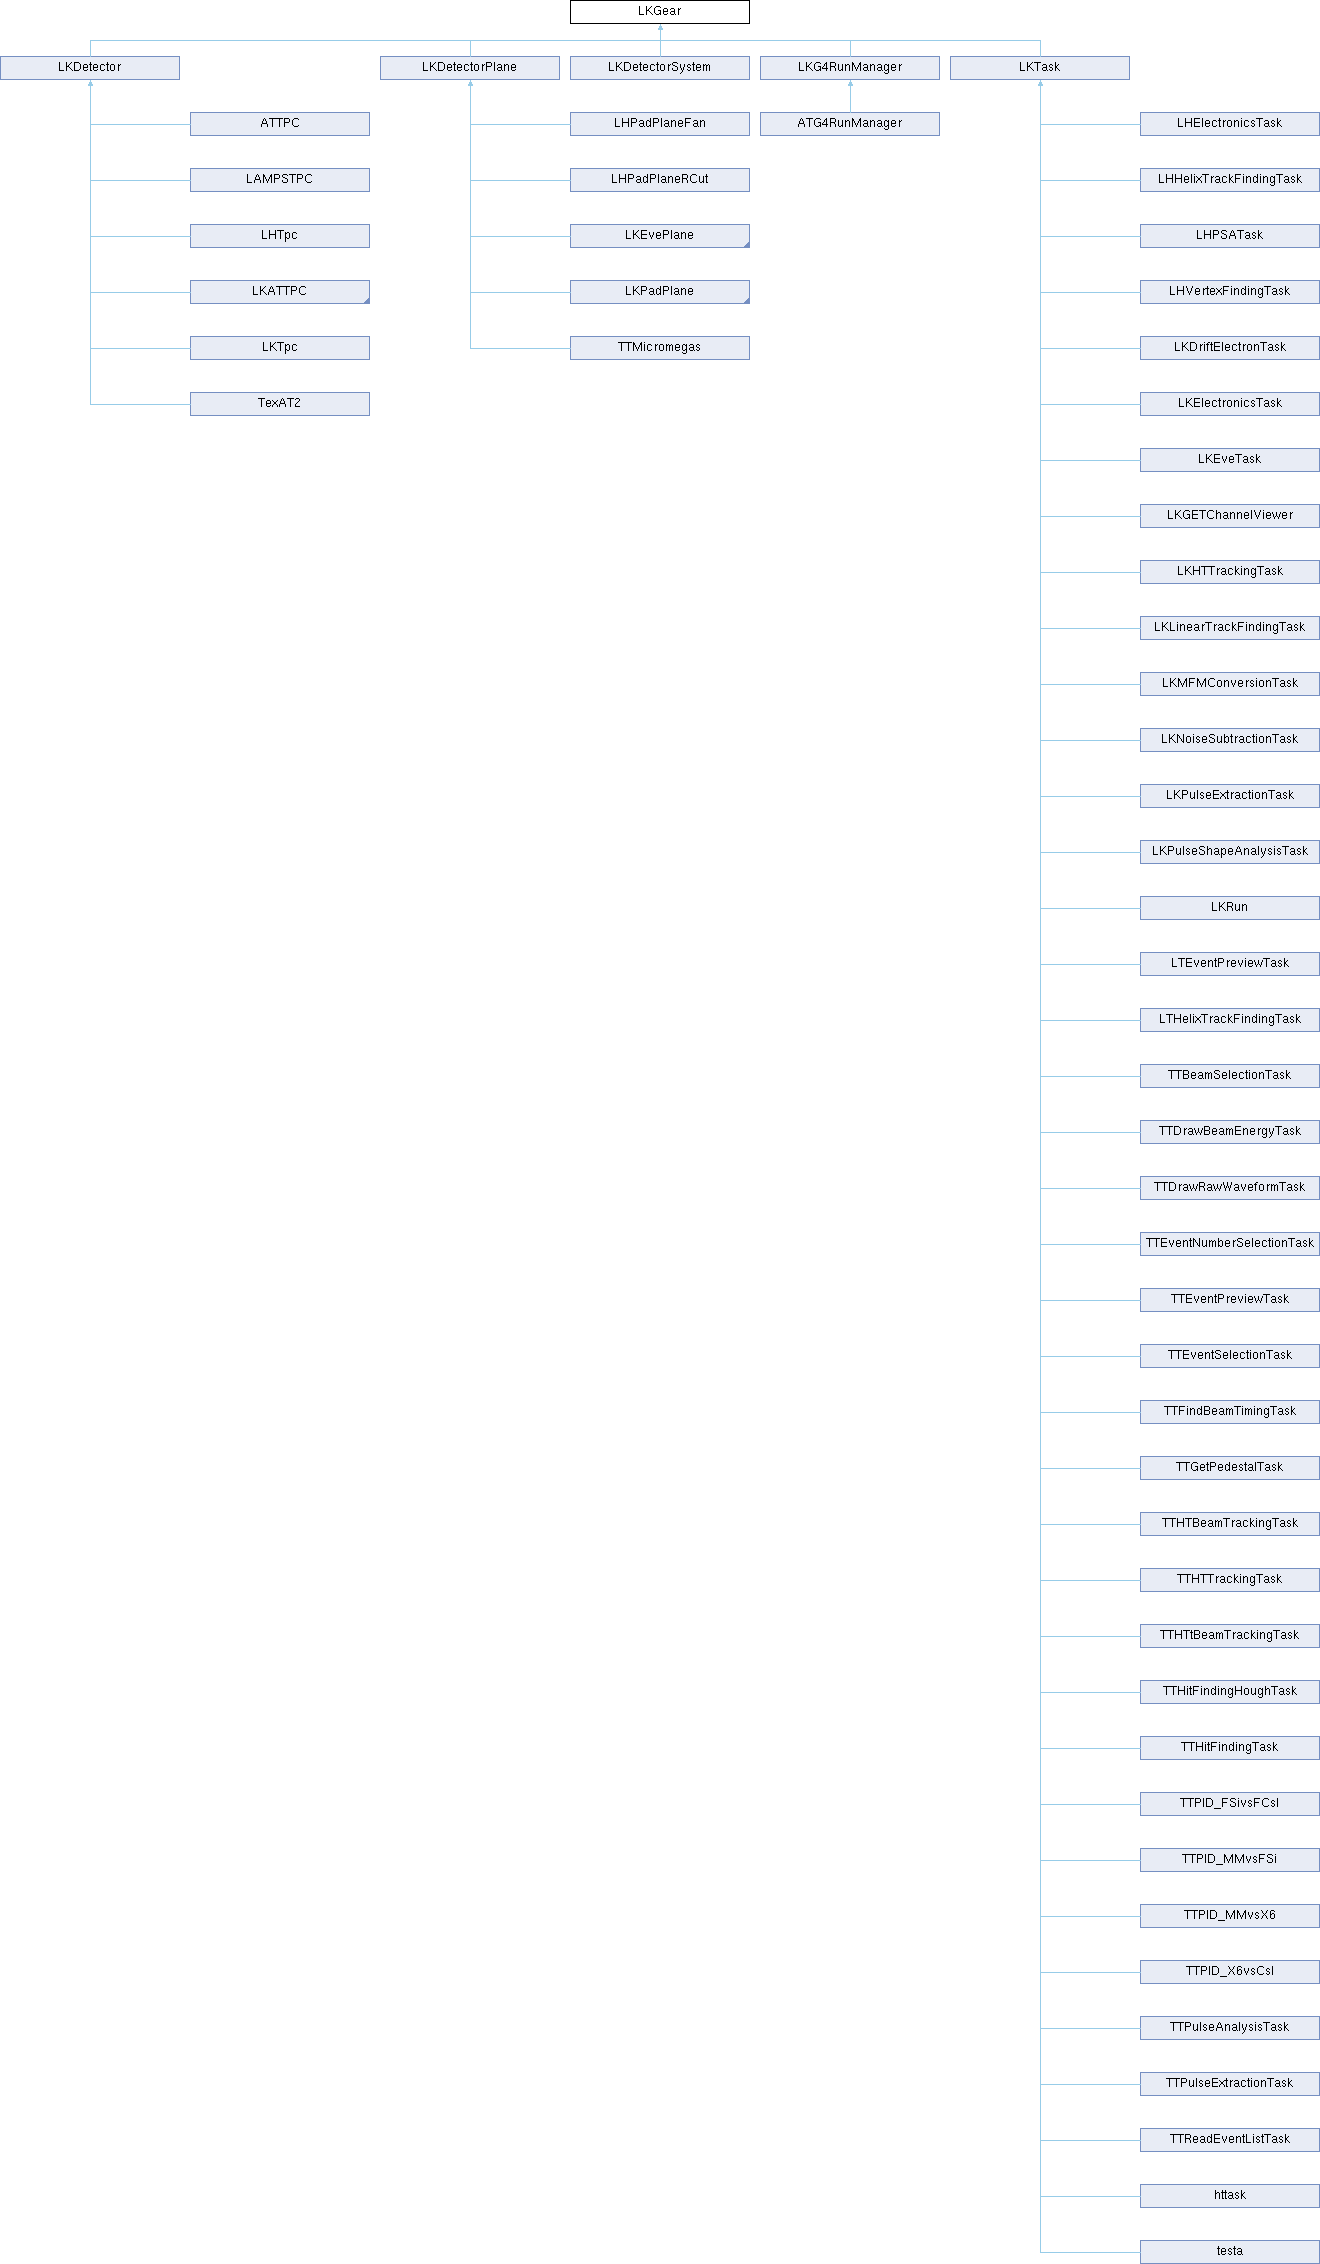 LKGear
LKDetector
LKDetectorPlane
LKDetectorSystem
LKG4RunManager
LKTask
ATTPC
LHPadPlaneFan
ATG4RunManager
LHElectronicsTask
LAMPSTPC
LHPadPlaneRCut
LHHelixTrackFindingTask
LHTpc
LKEvePlane
LHPSATask
LKATTPC
LKPadPlane
LHVertexFindingTask
LKTpc
TTMicromegas
LKDriftElectronTask
TexAT2
LKElectronicsTask
LKEveTask
LKGETChannelViewer
LKHTTrackingTask
LKLinearTrackFindingTask
LKMFMConversionTask
LKNoiseSubtractionTask
LKPulseExtractionTask
LKPulseShapeAnalysisTask
LKRun
LTEventPreviewTask
LTHelixTrackFindingTask
TTBeamSelectionTask
TTDrawBeamEnergyTask
TTDrawRawWaveformTask
TTEventNumberSelectionTask
TTEventPreviewTask
TTEventSelectionTask
TTFindBeamTimingTask
TTGetPedestalTask
TTHTBeamTrackingTask
TTHTTrackingTask
TTHTtBeamTrackingTask
TTHitFindingHoughTask
TTHitFindingTask
TTPID_FSivsFCsI
TTPID_MMvsFSi
TTPID_MMvsX6
TTPID_X6vsCsI
TTPulseAnalysisTask
TTPulseExtractionTask
TTReadEventListTask
httask
testa